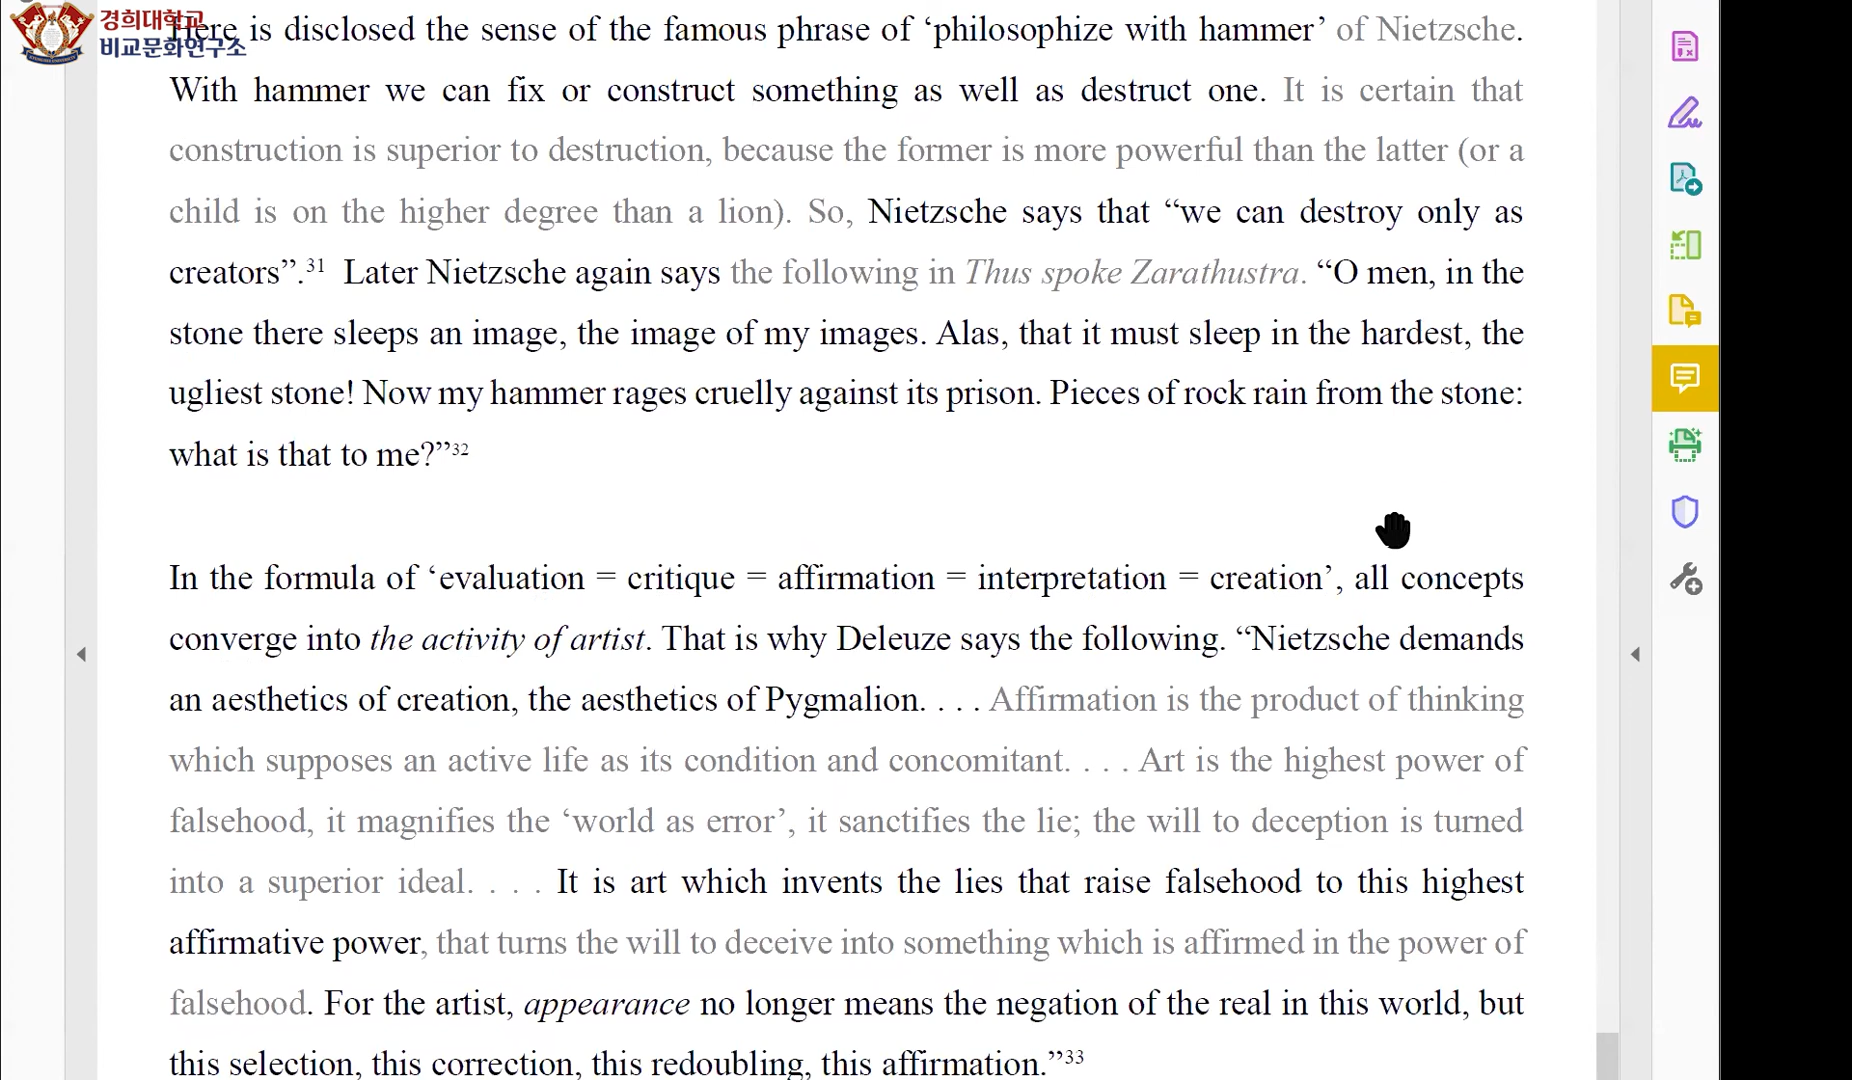 경희대학교
비교문화연구소
Here is disclosed the sense of the famous phrase of ‘philosophize with hammer’ of Nietzsche.
With hammer we can fix or construct something as well as destruct one. It is certain that
construction is superior to destruction, because the former is more powerful than the latter (or a
child is on the higher degree than a lion). So, Nietzsche says that “we can destroy only as
creators”.31 Later Nietzsche again says the following in Thus spoke Zarathustra. “O men, in the
stone there sleeps an image, the image of my images. Alas, that it must sleep in the hardest, the
ugliest stone! Now my hammer rages cruelly against its prison. Pieces of rock rain from the stone:
what is that to me?”32
In the formula of ‘evaluation = critique = affirmation = interpretation = creation’, all concepts
converge into the activity of artist. That is why Deleuze says the following. “Nietzsche demands
an aesthetics of creation, the aesthetics of Pygmalion. . . . Affirmation is the product of thinking
which supposes an active life as its condition and concomitant. . . . Art is the highest power of
falsehood, it magnifies the ‘world as error’, it sanctifies the lie; the will to deception is turned
into a superior ideal. . . . It is art which invents the lies that raise falsehood to this highest
affirmative power, that turns the will to deceive into something which is affirmed in the power of
falsehood. For the artist, appearance no longer means the negation of the real in this world, but
this selection, this correction, this redoubling, this affirmation.”33